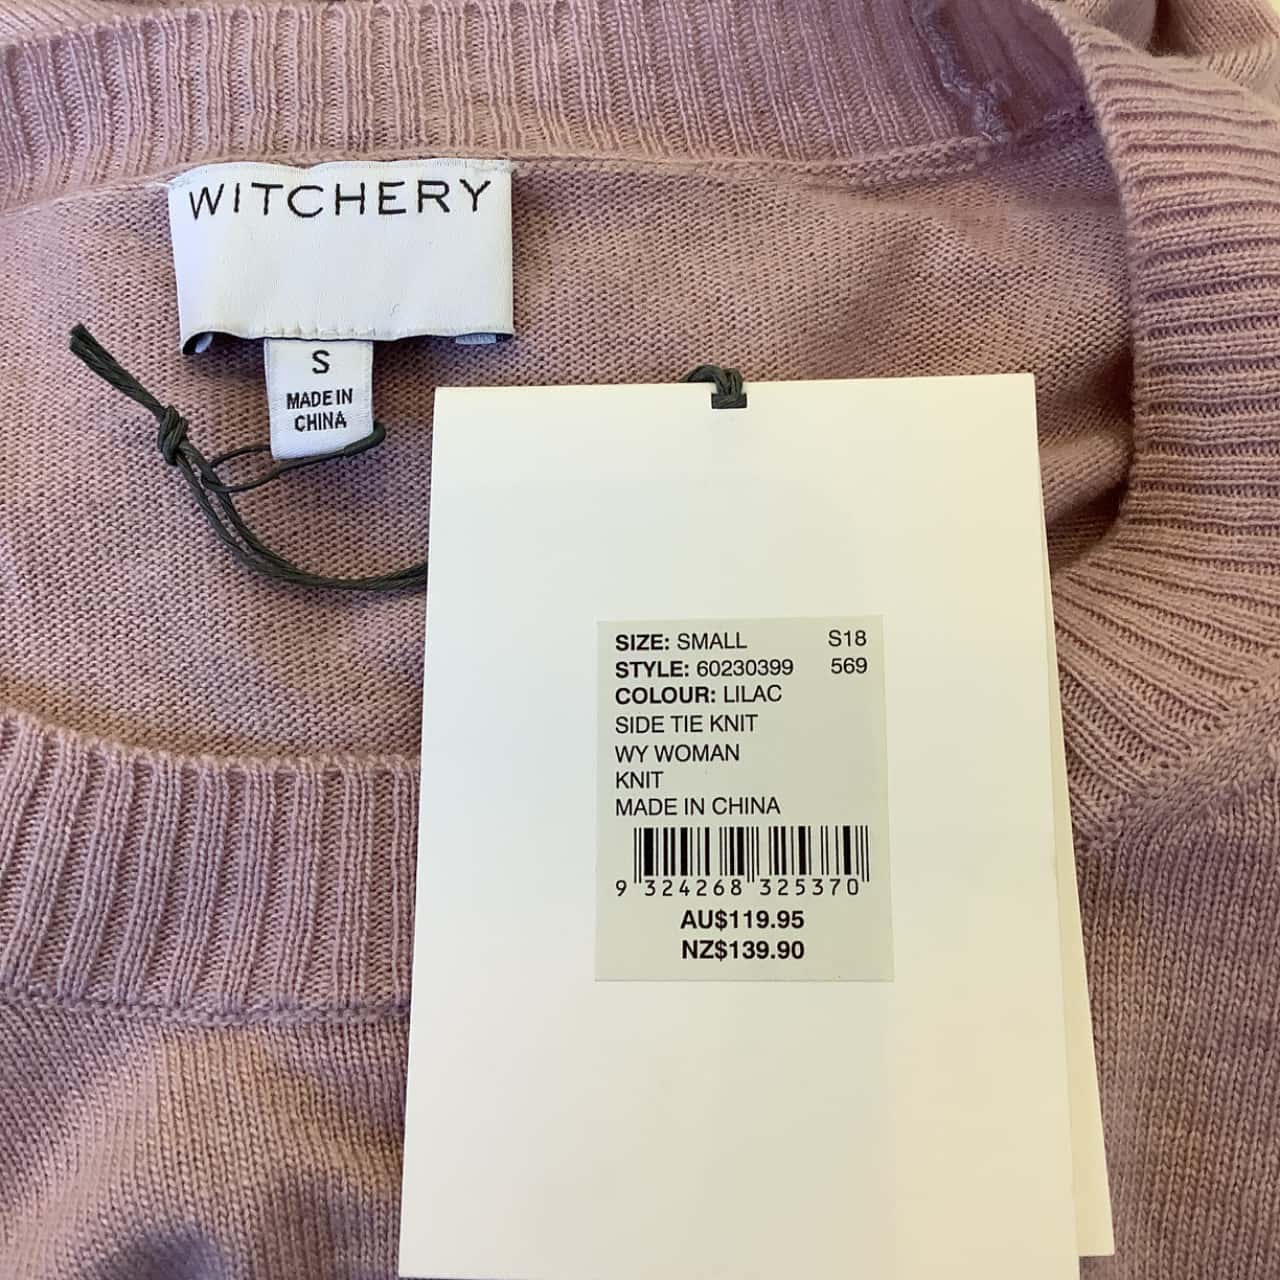 WITCHERY
S
MADE IN
CHINA
SIZE: SMALL S18
STYLE: 60230399 569
COLOUR: LILAC
SIDE TIE KNIT
WY WOMAN
KNIT
MADE IN CHINA
9 324268 325370
AU$119.95
NZ$139.90